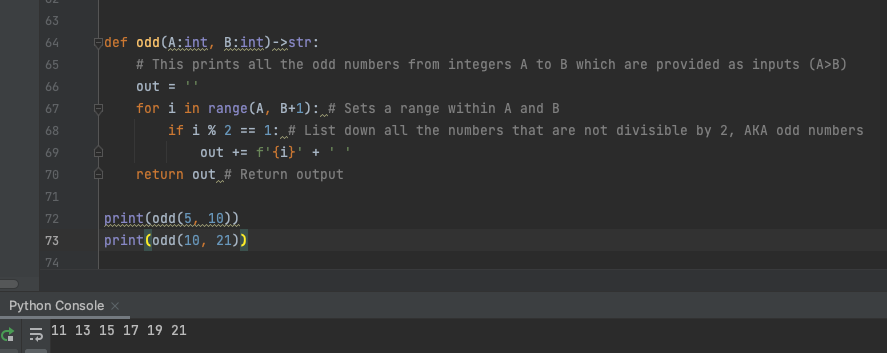 62
63
64 def odd(A:int, B:int)->str:
65 # This prints all the odd numbers from integers A to B which are provided as inputs (A>B)
66 out = ''
67 for i in range(A, B+1): # Sets a range within A and B
68 if i % 2 == 1: # List down all the numbers that are not divisible by 2, AKA odd numbers
69 out += f'{i}' + ' '
70 return out # Return output
71
72 print(odd(5, 10))
73 print(odd(10, 21))
74
Python Console ×
11 13 15 17 19 21